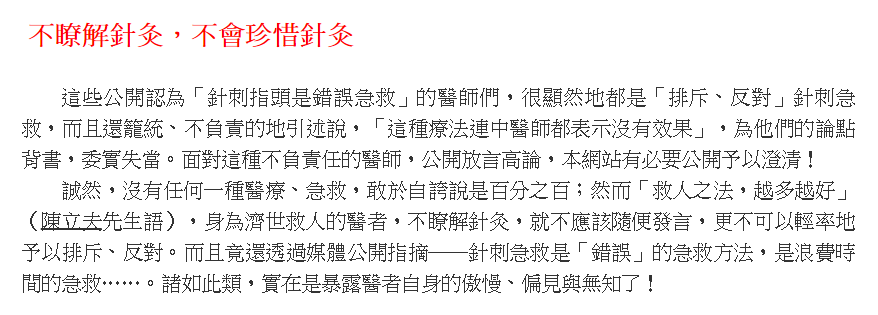 不瞭解針灸，不會珍惜針灸
這些公開認為「針刺指頭是錯誤急救」的醫師們，很顯然地都是「排斥、反對」針刺急
救，而且還籠統、不負責的地引述說，「這種療法連中醫師都表示沒有效果」，為他們的論點
背書，委實失當。面對這種不負責任的醫師，公開放言高論，本網站有必要公開予以澄清！
誠然，沒有任何一種醫療、急救，敢於自誇說是百分之百；然而「救人之法，越多越好」
（陳立夫先生語），身為濟世救人的醫者，不瞭解針灸，就不應該隨便發言，更不可以輕率地
予以排斥、反對。而且竟還透過媒體公開指摘——針刺急救是「錯誤」的急救方法，是浪費時
間的急救……。諸如此類，實在是暴露醫者自身的傲慢、偏見與無知了！